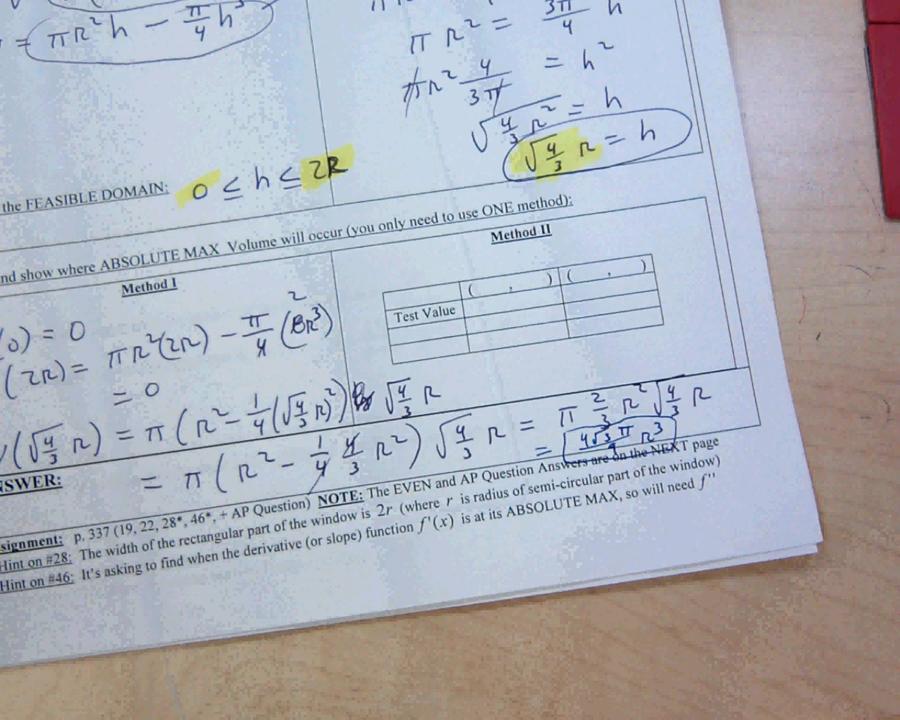 = πR²h − π/4 h³
πR² = 3π/4 h
πR² 4/3π = h²
√(4/3 R²) = h
√(4/3) R = h
the FEASIBLE DOMAIN: 0 ≤ h ≤ 2R
nd show where ABSOLUTE MAX Volume will occur (you only need to use ONE method):
Method I
Method II
( , ) ( , )
Test Value
(0) = 0
(2R) = πR²(2R) − π/4 (8R³)
= 0
V(√(4/3) R) = π(R² − 1/4(√(4/3) R)²) √(4/3) R
= π(R² − 1/4 4/3 R²) √(4/3) R = π 2/3 R² √(4/3) R
NSWER:
= 4√3 π R³
signment: p. 337 (19, 22, 28*, 46*, + AP Question) NOTE: The EVEN and AP Question Answers are on the NEXT page
Hint on #28: The width of the rectangular part of the window is 2r (where r is radius of semi-circular part of the window)
Hint on #46: It's asking to find when the derivative (or slope) function f'(x) is at its ABSOLUTE MAX, so will need f''